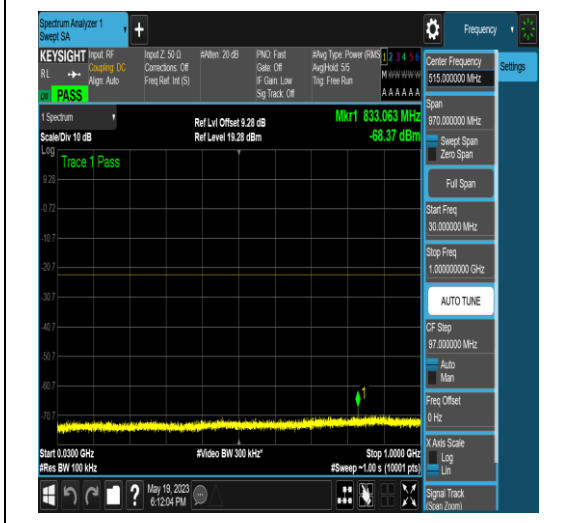 Spectrum Analyzer 1
Swept SA
Frequency
KEYSIGHT
RL
PASS
Input: RF
Coupling: DC
Align: Auto
Input Z: 50 Ω
Corrections: Off
Freq Ref: Int (S)
#Atten: 20 dB
PNO: Fast
Gate: Off
IF Gain: Low
Sig Track: Off
#Avg Type: Power (RMS
Avg|Hold: 5/5
Trig: Free Run
1 2 3 4 5 6
M W W W W W
A A A A A A
1 Spectrum
Scale/Div 10 dB
Log
Ref Lvl Offset 9.28 dB
Ref Level 19.28 dBm
Mkr1 833.063 MHz
-68.37 dBm
Trace 1 Pass
9.28
-0.72
-10.7
-20.7
-30.7
-40.7
-50.7
-60.7
-70.7
1
Start 0.0300 GHz
#Res BW 100 kHz
#Video BW 300 kHz*
Stop 1.0000 GHz
#Sweep ~1.00 s (10001 pts)
May 19, 2023
6:12:04 PM
Settings
Center Frequency
515.000000 MHz
Span
970.000000 MHz
Swept Span
Zero Span
Full Span
Start Freq
30.000000 MHz
Stop Freq
1.000000000 GHz
AUTO TUNE
CF Step
97.000000 MHz
Auto
Man
Freq Offset
0 Hz
X Axis Scale
Log
Lin
Signal Track
(Span Zoom)